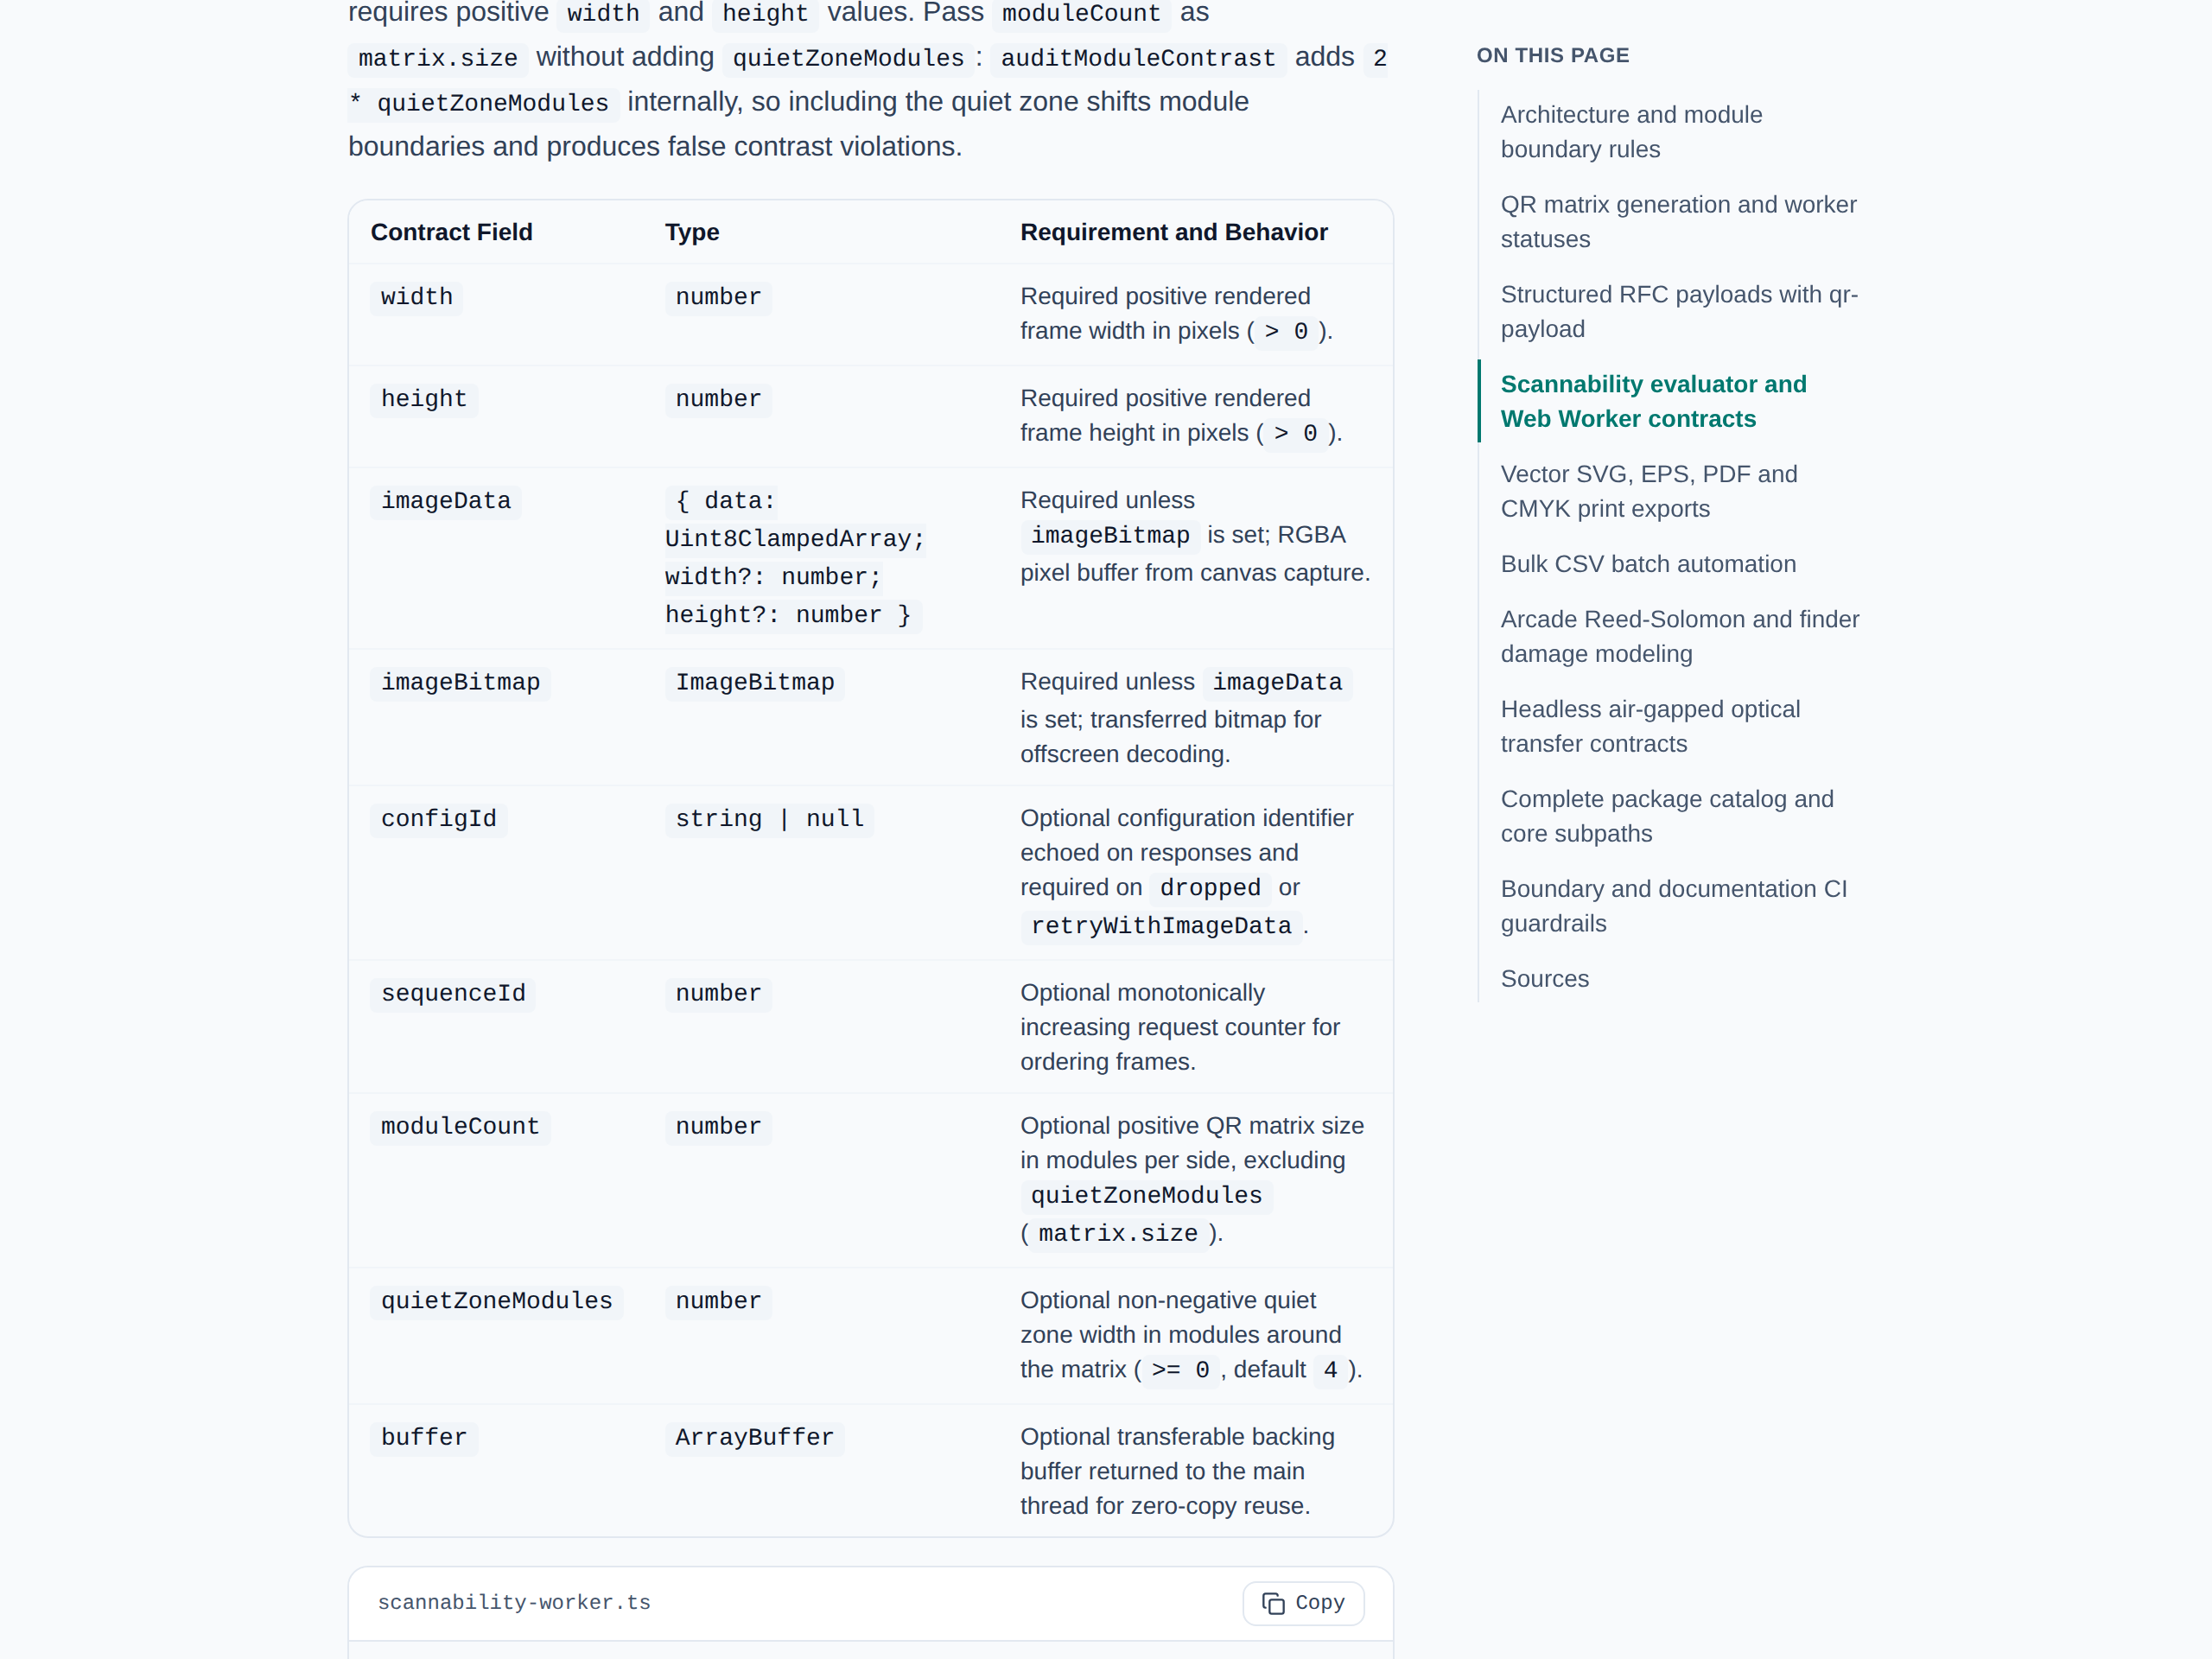 requires positive width and height values. Pass moduleCount as
matrix.size without adding quietZoneModules: auditModuleContrast adds 2
* quietZoneModules internally, so including the quiet zone shifts module
boundaries and produces false contrast violations.
Contract Field Type Requirement and Behavior
width number Required positive rendered
frame width in pixels ( > 0 ).
height number Required positive rendered
frame height in pixels ( > 0 ).
imageData { data: Required unless
Uint8ClampedArray; imageBitmap is set; RGBA
width?: number; pixel buffer from canvas capture.
height?: number }
imageBitmap ImageBitmap Required unless imageData
is set; transferred bitmap for
offscreen decoding.
configId string | null Optional configuration identifier
echoed on responses and
required on dropped or
retryWithImageData.
sequenceId number Optional monotonically
increasing request counter for
ordering frames.
moduleCount number Optional positive QR matrix size
in modules per side, excluding
quietZoneModules
( matrix.size ).
quietZoneModules number Optional non-negative quiet
zone width in modules around
the matrix ( >= 0 , default 4 ).
buffer ArrayBuffer Optional transferable backing
buffer returned to the main
thread for zero-copy reuse.
scannability-worker.ts Copy
ON THIS PAGE
Architecture and module
boundary rules
QR matrix generation and worker
statuses
Structured RFC payloads with qr-
payload
Scannability evaluator and
Web Worker contracts
Vector SVG, EPS, PDF and
CMYK print exports
Bulk CSV batch automation
Arcade Reed-Solomon and finder
damage modeling
Headless air-gapped optical
transfer contracts
Complete package catalog and
core subpaths
Boundary and documentation CI
guardrails
Sources